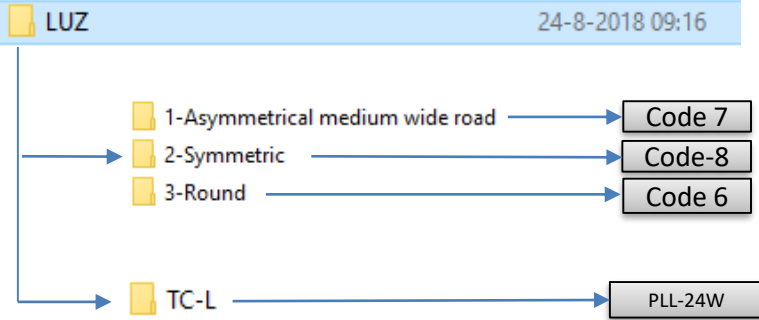 LUZ 24-8-2018 09:16
1-Asymmetrical medium wide road Code 7
2-Symmetric Code-8
3-Round Code 6
TC-L PLL-24W